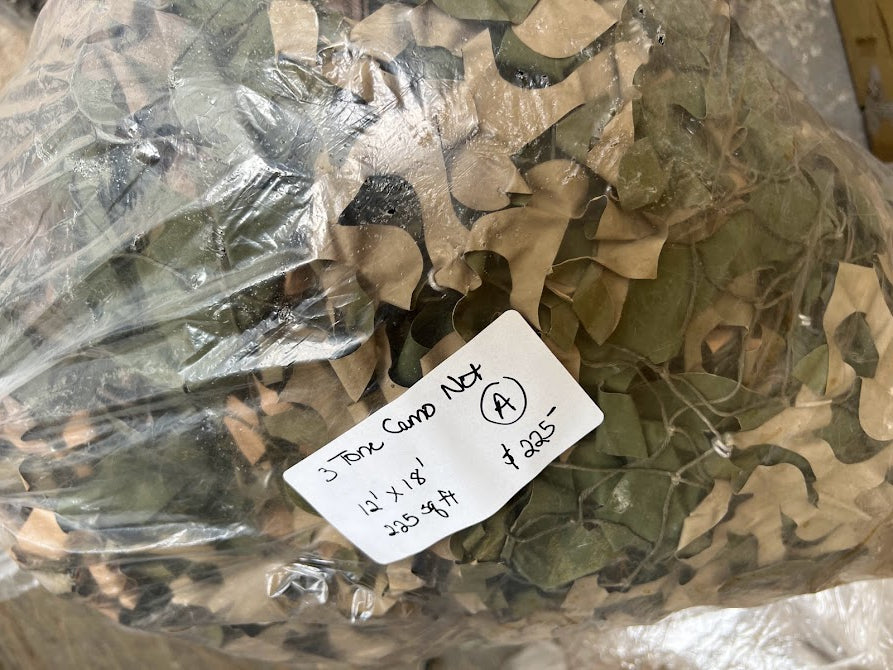 3 Tone Camo Net
A
12' x 18'
225 sq ft
$225-